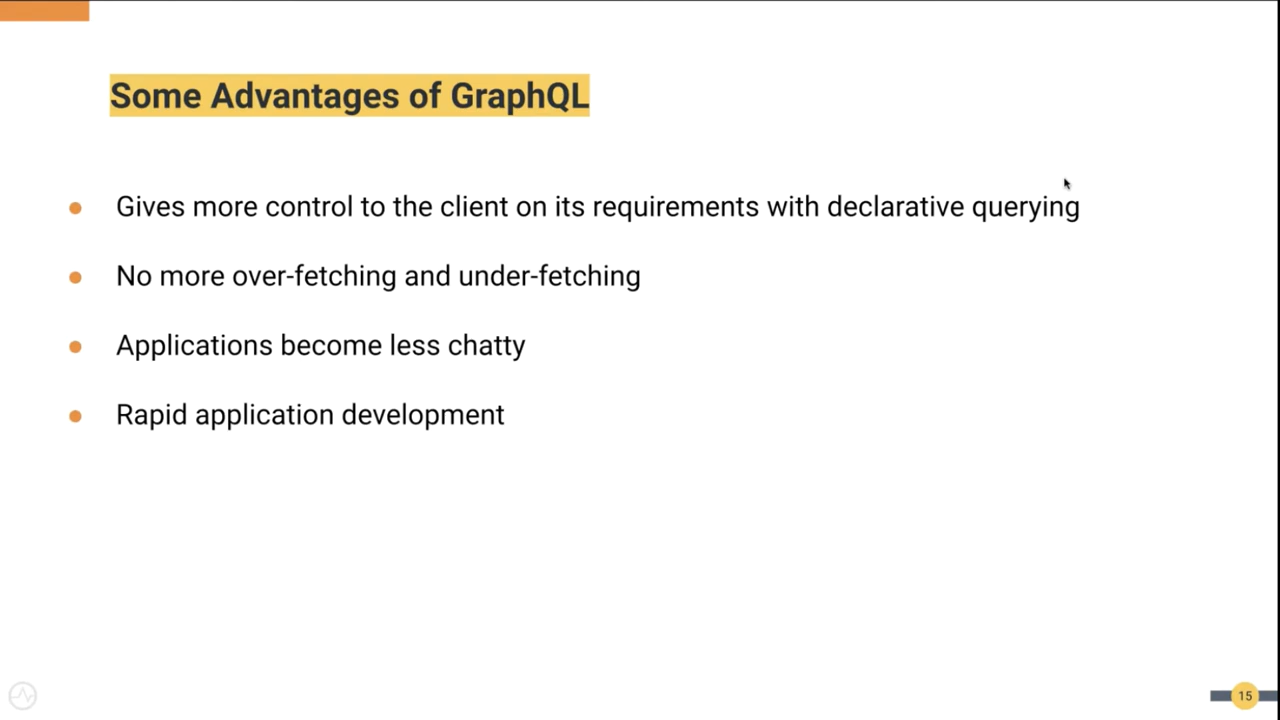 Some Advantages of GraphQL
Gives more control to the client on its requirements with declarative querying
No more over-fetching and under-fetching
Applications become less chatty
Rapid application development
15